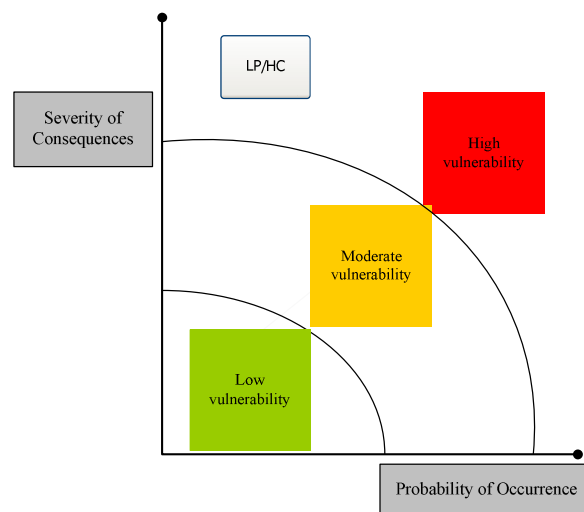 LP/HC
Severity of
Consequences
High
vulnerability
Moderate
vulnerability
Low
vulnerability
Probability of Occurrence